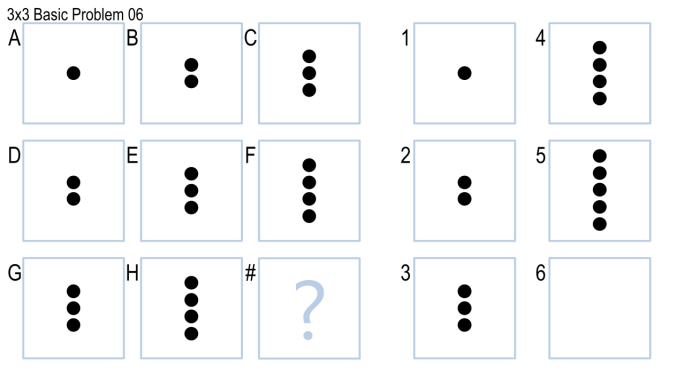 3x3 Basic Problem 06
A B C 1 4
D E F 2 5
G H # ? 3 6